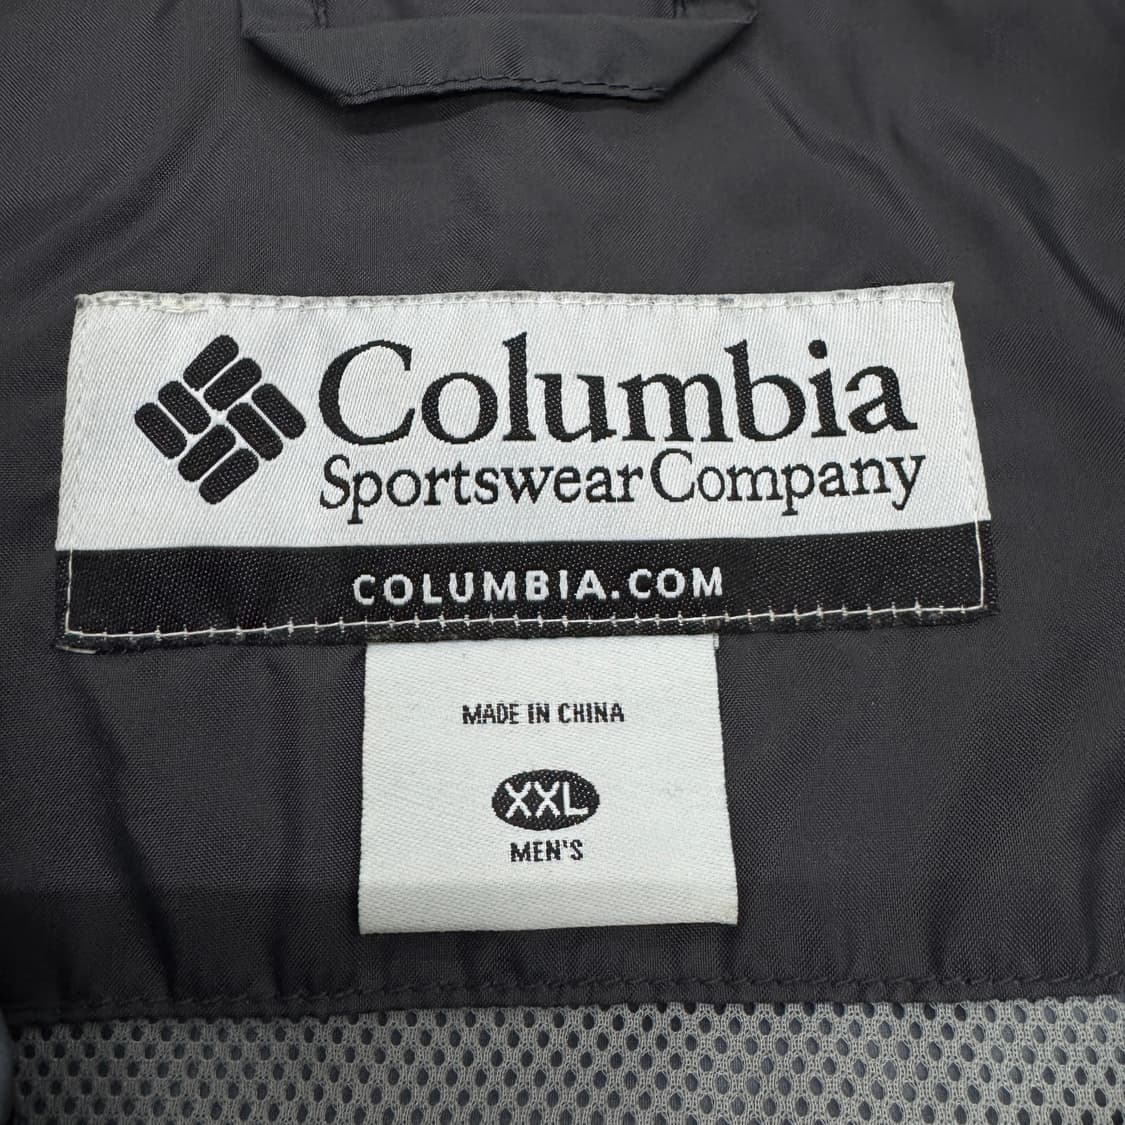 Columbia
Sportswear Company
COLUMBIA.COM
MADE IN CHINA
XXL
MEN'S